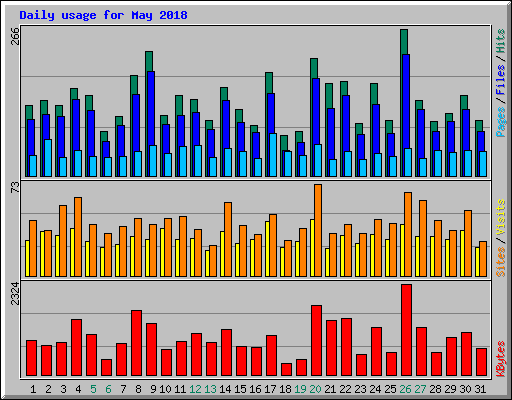 Daily usage for May 2018
266
Pages / Files / Hits
73
Sites / Visits
2324
KBytes
1 2 3 4 5 6 7 8 9 10 11 12 13 14 15 16 17 18 19 20 21 22 23 24 25 26 27 28 29 30 31